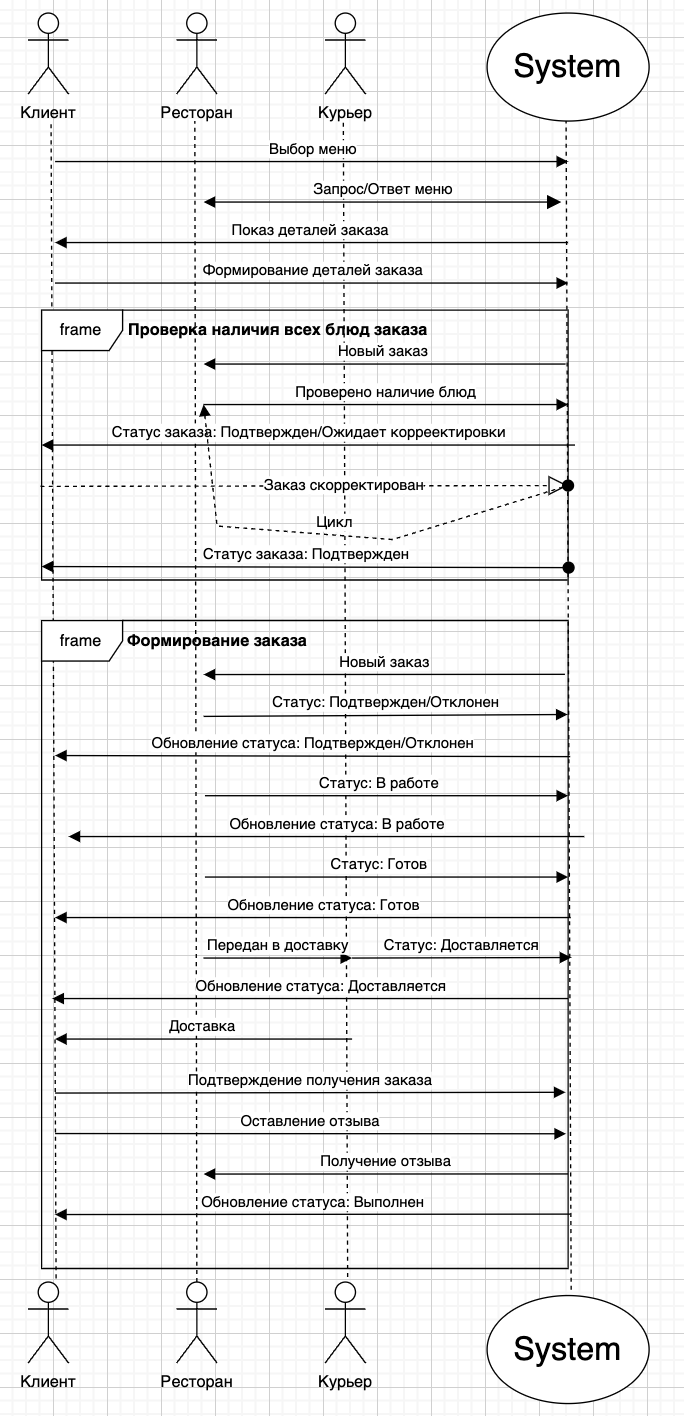 System
Клиент
Ресторан
Курьер
Выбор меню
Запрос/Ответ меню
Показ деталей заказа
Формирование деталей заказа
frame
Проверка наличия всех блюд заказа
Новый заказ
Проверено наличие блюд
Статус заказа: Подтвержден/Ожидает корреектировки
Заказ скорректирован
Цикл
Статус заказа: Подтвержден
frame
Формирование заказа
Новый заказ
Статус: Подтвержден/Отклонен
Обновление статуса: Подтвержден/Отклонен
Статус: В работе
Обновление статуса: В работе
Статус: Готов
Обновление статуса: Готов
Передан в доставку
Статус: Доставляется
Обновление статуса: Доставляется
Доставка
Подтверждение получения заказа
Оставление отзыва
Получение отзыва
Обновление статуса: Выполнен
System
Клиент
Ресторан
Курьер